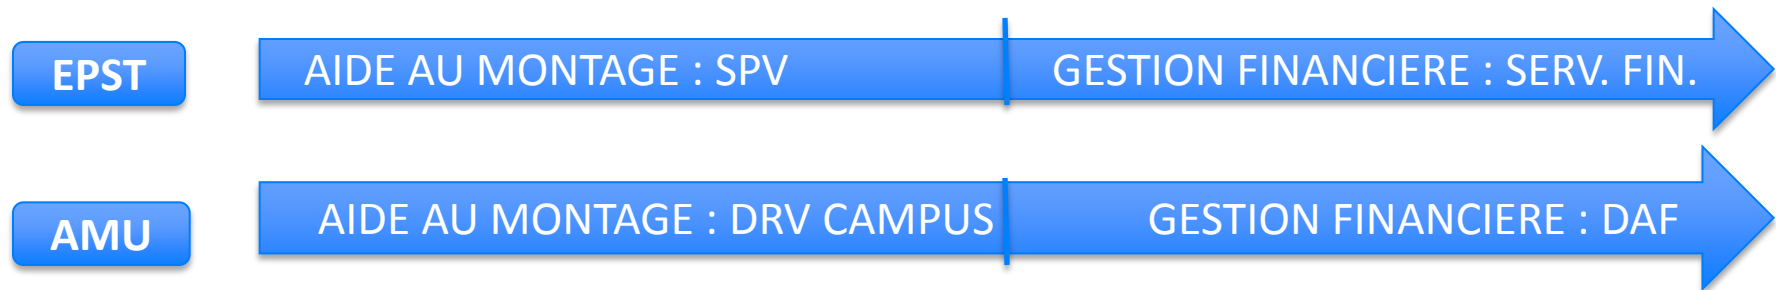 EPST
AIDE AU MONTAGE : SPV
GESTION FINANCIERE : SERV. FIN.
AMU
AIDE AU MONTAGE : DRV CAMPUS
GESTION FINANCIERE : DAF